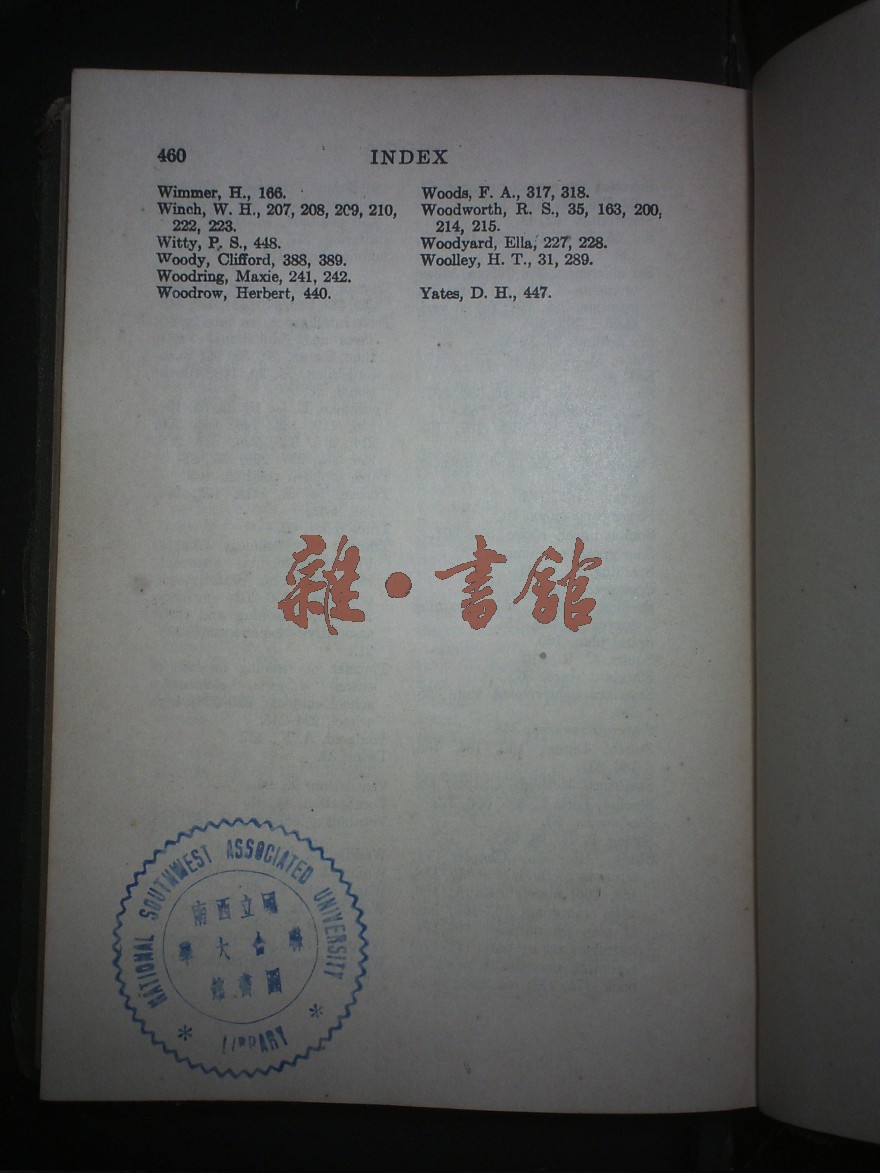 460 INDEX
Wimmer, H., 166.
Winch, W. H., 207, 208, 209, 210,
222, 223.
Witty, P. S., 448.
Woody, Clifford, 388, 389.
Woodring, Maxie, 241, 242.
Woodrow, Herbert, 440.
Woods, F. A., 317, 318.
Woodworth, R. S., 35, 163, 200,
214, 215.
Woodyard, Ella, 227, 228.
Woolley, H. T., 31, 289.
Yates, D. H., 447.
雜·書舘
NATIONAL SOUTHWEST ASSOCIATED UNIVERSITY
南西立國
學大合聯
館書圖
* LIBRARY *